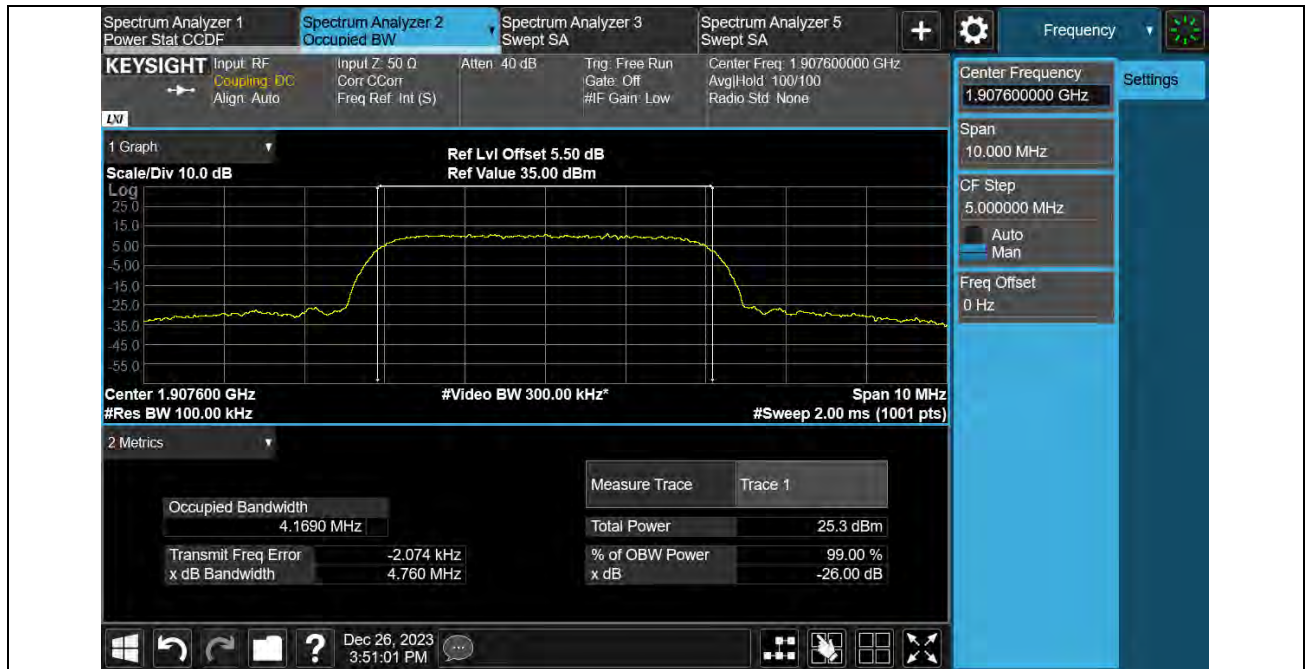 Spectrum Analyzer 1
Power Stat CCDF
Spectrum Analyzer 2
Occupied BW
Spectrum Analyzer 3
Swept SA
Spectrum Analyzer 5
Swept SA
+
Frequency
KEYSIGHT
LXI
Input: RF
Coupling: DC
Align: Auto
Input Z: 50 Ω
Corr CCorr
Freq Ref: Int (S)
Atten: 40 dB
Trig: Free Run
Gate: Off
#IF Gain: Low
Center Freq: 1.907600000 GHz
Avg|Hold: 100/100
Radio Std: None
Center Frequency
1.907600000 GHz
Settings
Span
10.000 MHz
CF Step
5.000000 MHz
Auto
Man
Freq Offset
0 Hz
1 Graph
Scale/Div 10.0 dB
Ref Lvl Offset 5.50 dB
Ref Value 35.00 dBm
Log
25.0
15.0
5.00
-5.00
-15.0
-25.0
-35.0
-45.0
-55.0
Center 1.907600 GHz
#Video BW 300.00 kHz*
Span 10 MHz
#Res BW 100.00 kHz
#Sweep 2.00 ms (1001 pts)
2 Metrics
Measure Trace Trace 1
Occupied Bandwidth
4.1690 MHz
Total Power 25.3 dBm
Transmit Freq Error -2.074 kHz
% of OBW Power 99.00 %
x dB Bandwidth 4.760 MHz
x dB -26.00 dB
?
Dec 26, 2023
3:51:01 PM